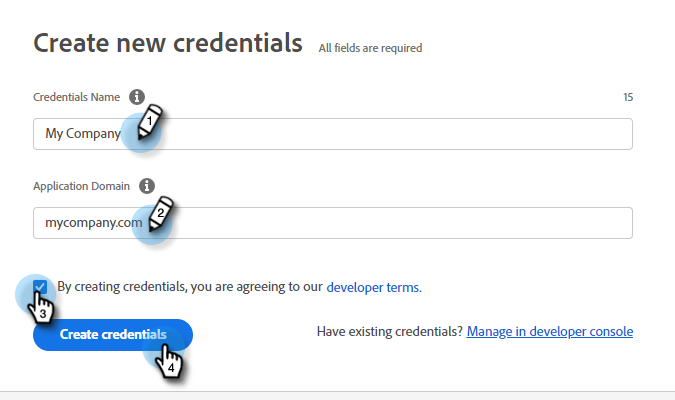 Create new credentials All fields are required
Credentials Name 15
My Company 1
Application Domain
mycompany.com 2
By creating credentials, you are agreeing to our developer terms.
3
Create credentials Have existing credentials? Manage in developer console
4